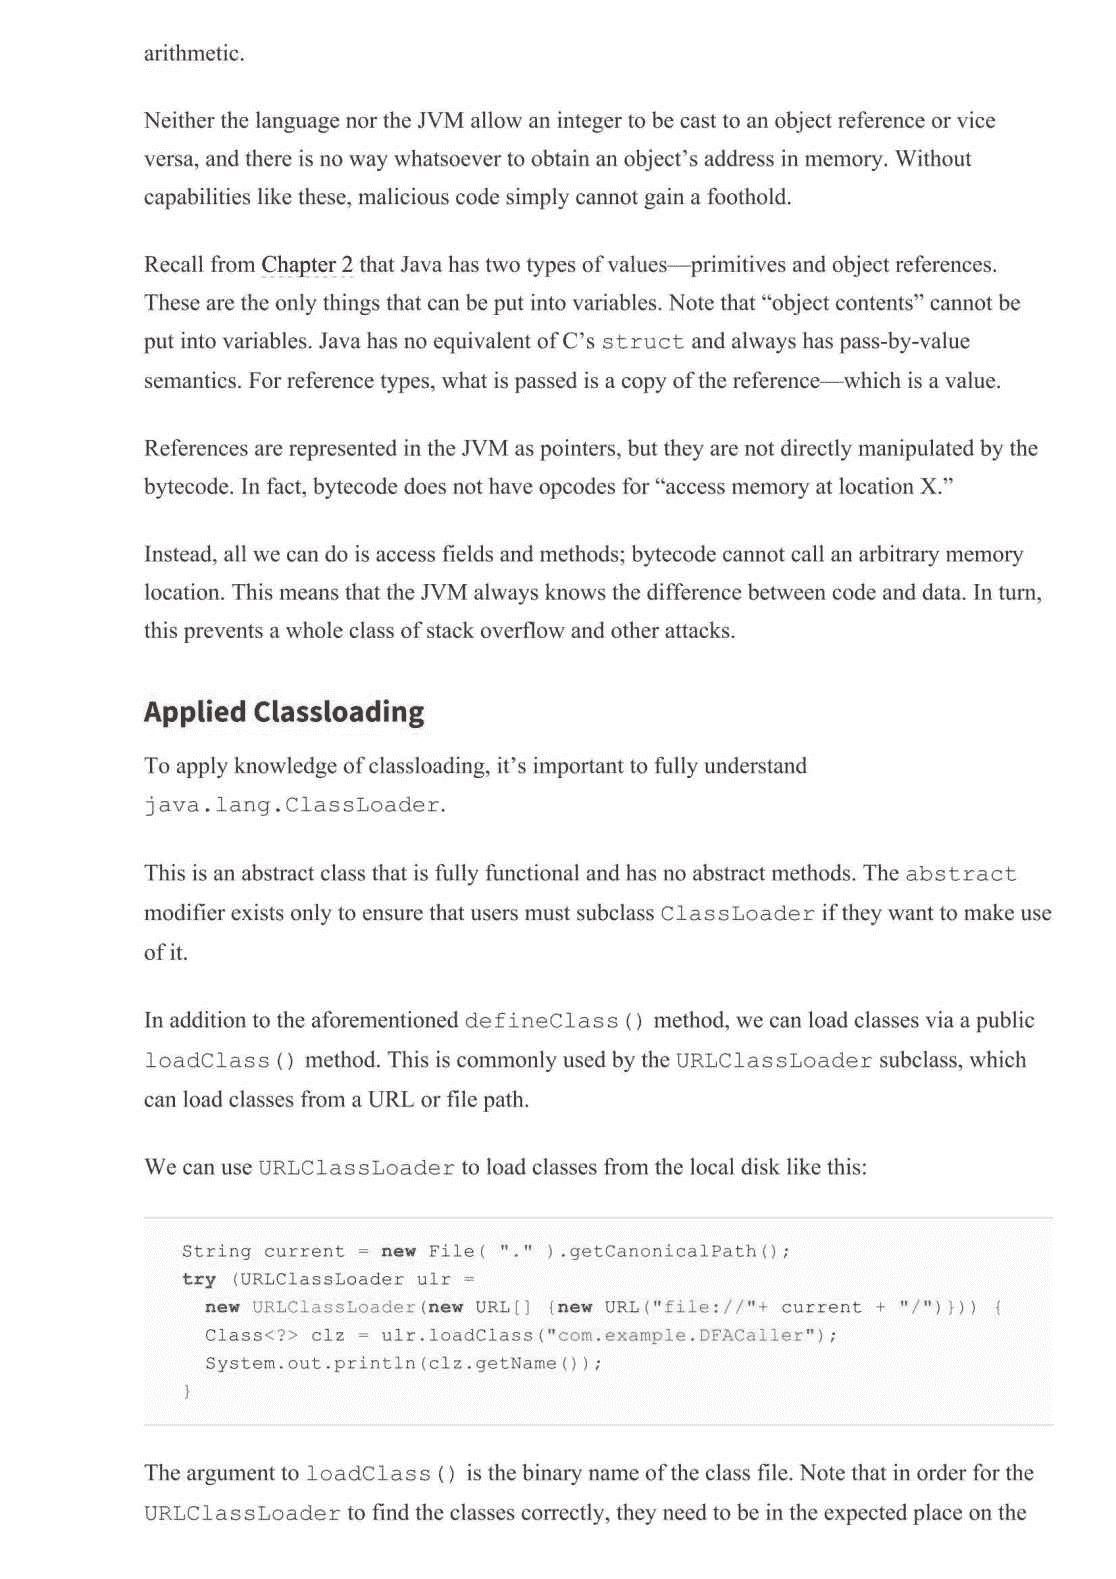 arithmetic.
Neither the language nor the JVM allow an integer to be cast to an object reference or vice
versa, and there is no way whatsoever to obtain an object’s address in memory. Without
capabilities like these, malicious code simply cannot gain a foothold.
Recall from Chapter 2 that Java has two types of values—primitives and object references.
These are the only things that can be put into variables. Note that “object contents” cannot be
put into variables. Java has no equivalent of C’s struct and always has pass-by-value
semantics. For reference types, what is passed is a copy of the reference—which is a value.
References are represented in the JVM as pointers, but they are not directly manipulated by the
bytecode. In fact, bytecode does not have opcodes for “access memory at location X.”
Instead, all we can do is access fields and methods; bytecode cannot call an arbitrary memory
location. This means that the JVM always knows the difference between code and data. In turn,
this prevents a whole class of stack overflow and other attacks.
Applied Classloading
To apply knowledge of classloading, it’s important to fully understand
java.lang.ClassLoader.
This is an abstract class that is fully functional and has no abstract methods. The abstract
modifier exists only to ensure that users must subclass ClassLoader if they want to make use
of it.
In addition to the aforementioned defineClass() method, we can load classes via a public
loadClass() method. This is commonly used by the URLClassLoader subclass, which
can load classes from a URL or file path.
We can use URLClassLoader to load classes from the local disk like this:
String current = new File( "." ).getCanonicalPath();
try (URLClassLoader ulr =
  new URLClassLoader(new URL[] {new URL("file://"+ current + "/")})) {
  Class<?> clz = ulr.loadClass("com.example.DFACaller");
  System.out.println(clz.getName());
}
The argument to loadClass() is the binary name of the class file. Note that in order for the
URLClassLoader to find the classes correctly, they need to be in the expected place on the